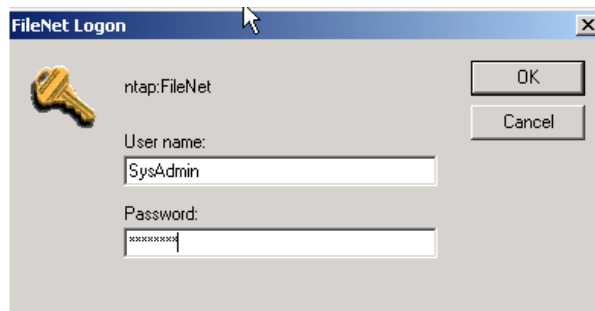 FileNet Logon
ntap:FileNet
OK
Cancel
User name:
SysAdmin
Password:
********